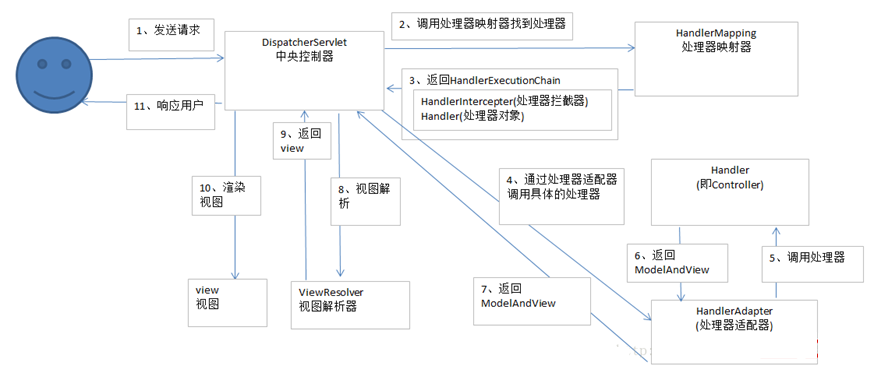 1、发送请求
DispatcherServlet
中央控制器
2、调用处理器映射器找到处理器
HandlerMapping
处理器映射器
3、返回HandlerExecutionChain
HandlerIntercepter(处理器拦截器)
Handler(处理器对象)
11、响应用户
9、返回
view
4、通过处理器适配器
调用具体的处理器
Handler
(即Controller)
10、渲染
视图
8、视图解
析
6、返回
ModelAndView
5、调用处理器
7、返回
ModelAndView
view
视图
ViewResolver
视图解析器
HandlerAdapter
(处理器适配器)